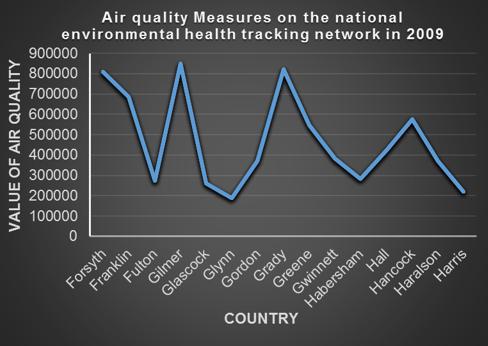 Air quality Measures on the national
environmental health tracking network in 2009
VALUE OF AIR QUALITY
900000
800000
700000
600000
500000
400000
300000
200000
100000
0
Forsyth
Franklin
Fulton
Gilmer
Glascock
Glynn
Gordon
Grady
Greene
Gwinnett
Habersham
Hall
Hancock
Haralson
Harris
COUNTRY